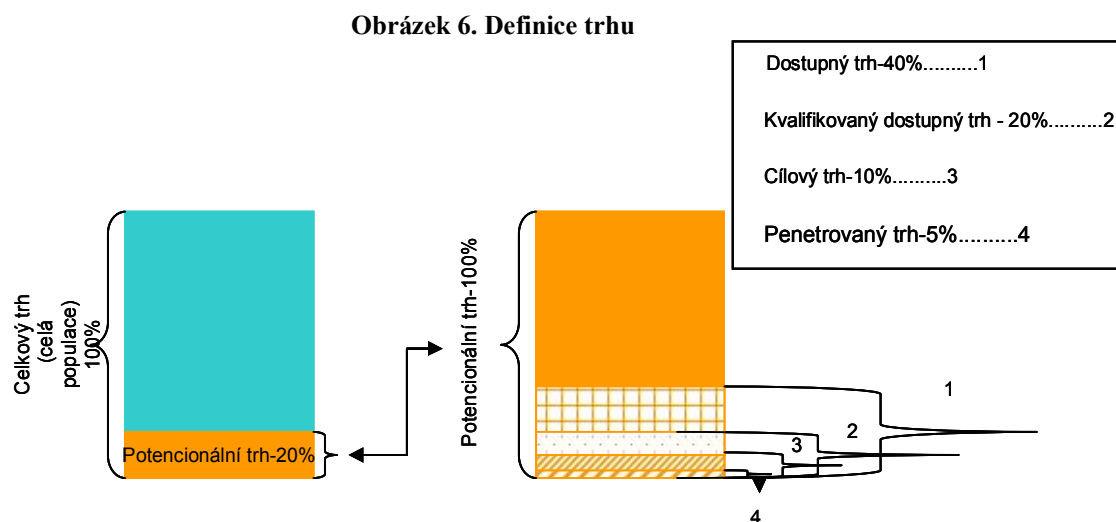 Obrázek 6. Definice trhu
Dostupný trh-40%..........1
Kvalifikovaný dostupný trh - 20%..........2
Cílový trh-10%..........3
Penetrovaný trh-5%..........4
Celkový trh
(celá
populace)
100%
Potencionální trh-20%
Potencionální trh-100%
1
2
3
4